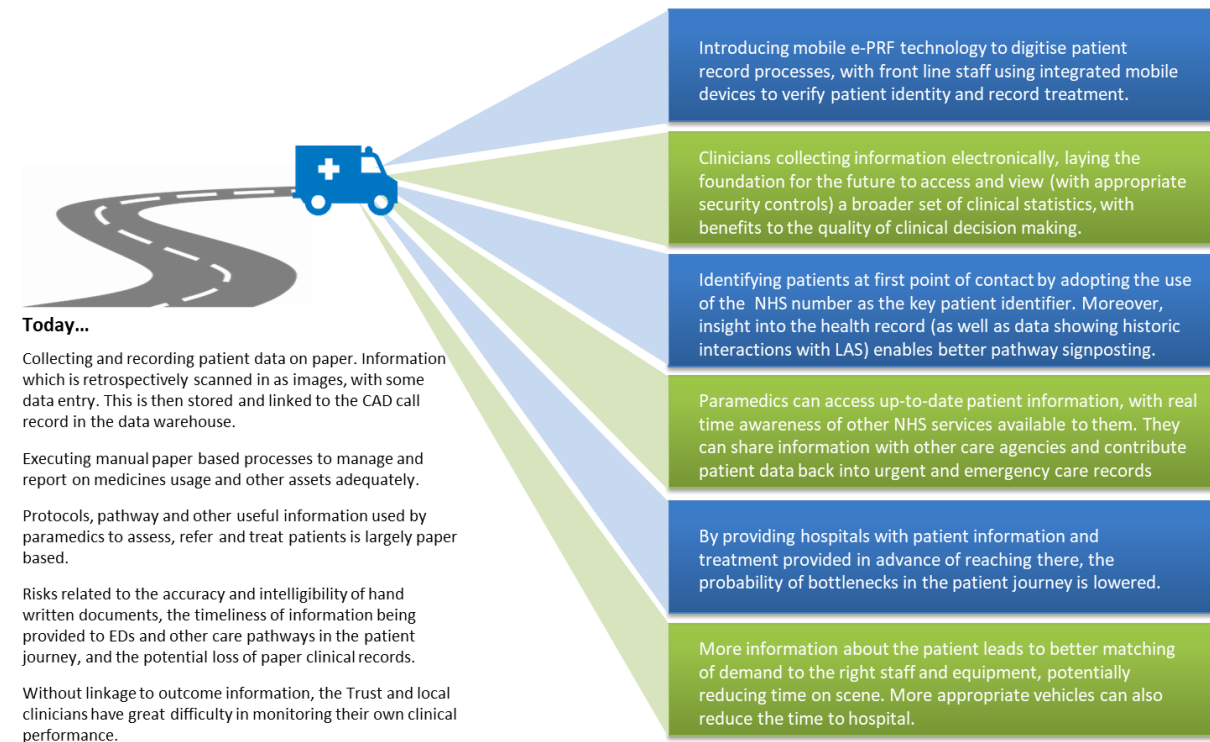 Introducing mobile e-PRF technology to digitise patient
record processes, with front line staff using integrated mobile
devices to verify patient identity and record treatment.
Clinicians collecting information electronically, laying the
foundation for the future to access and view (with appropriate
security controls) a broader set of clinical statistics, with
benefits to the quality of clinical decision making.
Identifying patients at first point of contact by adopting the use
of the NHS number as the key patient identifier. Moreover,
insight into the health record (as well as data showing historic
interactions with LAS) enables better pathway signposting.
Paramedics can access up-to-date patient information, with real
time awareness of other NHS services available to them. They
can share information with other care agencies and contribute
patient data back into urgent and emergency care records
By providing hospitals with patient information and
treatment provided in advance of reaching there, the
probability of bottlenecks in the patient journey is lowered.
More information about the patient leads to better matching
of demand to the right staff and equipment, potentially
reducing time on scene. More appropriate vehicles can also
reduce the time to hospital.
Today...
Collecting and recording patient data on paper. Information
which is retrospectively scanned in as images, with some
data entry. This is then stored and linked to the CAD call
record in the data warehouse.
Executing manual paper based processes to manage and
report on medicines usage and other assets adequately.
Protocols, pathway and other useful information used by
paramedics to assess, refer and treat patients is largely paper
based.
Risks related to the accuracy and intelligibility of hand
written documents, the timeliness of information being
provided to EDs and other care pathways in the patient
journey, and the potential loss of paper clinical records.
Without linkage to outcome information, the Trust and local
clinicians have great difficulty in monitoring their own clinical
performance.